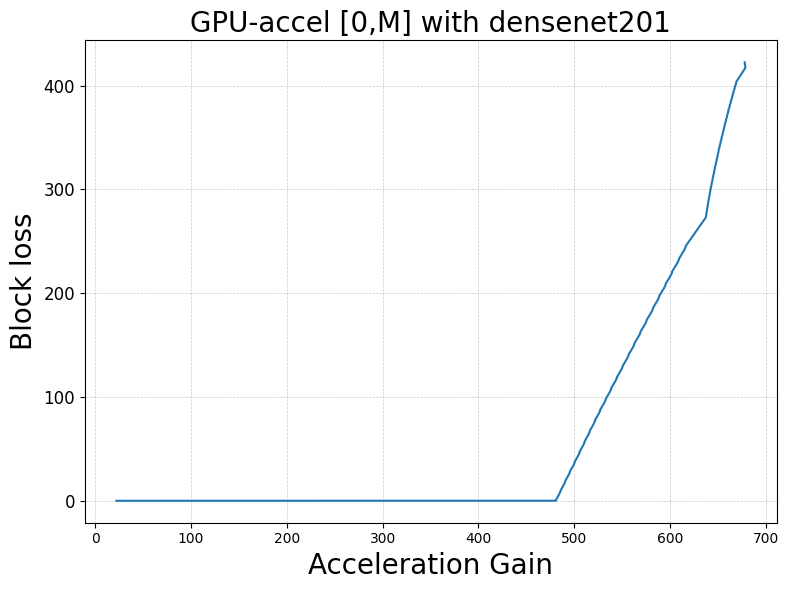 GPU-accel [0,M] with densenet201
Block loss
400
300
200
100
0
0 100 200 300 400 500 600 700
Acceleration Gain